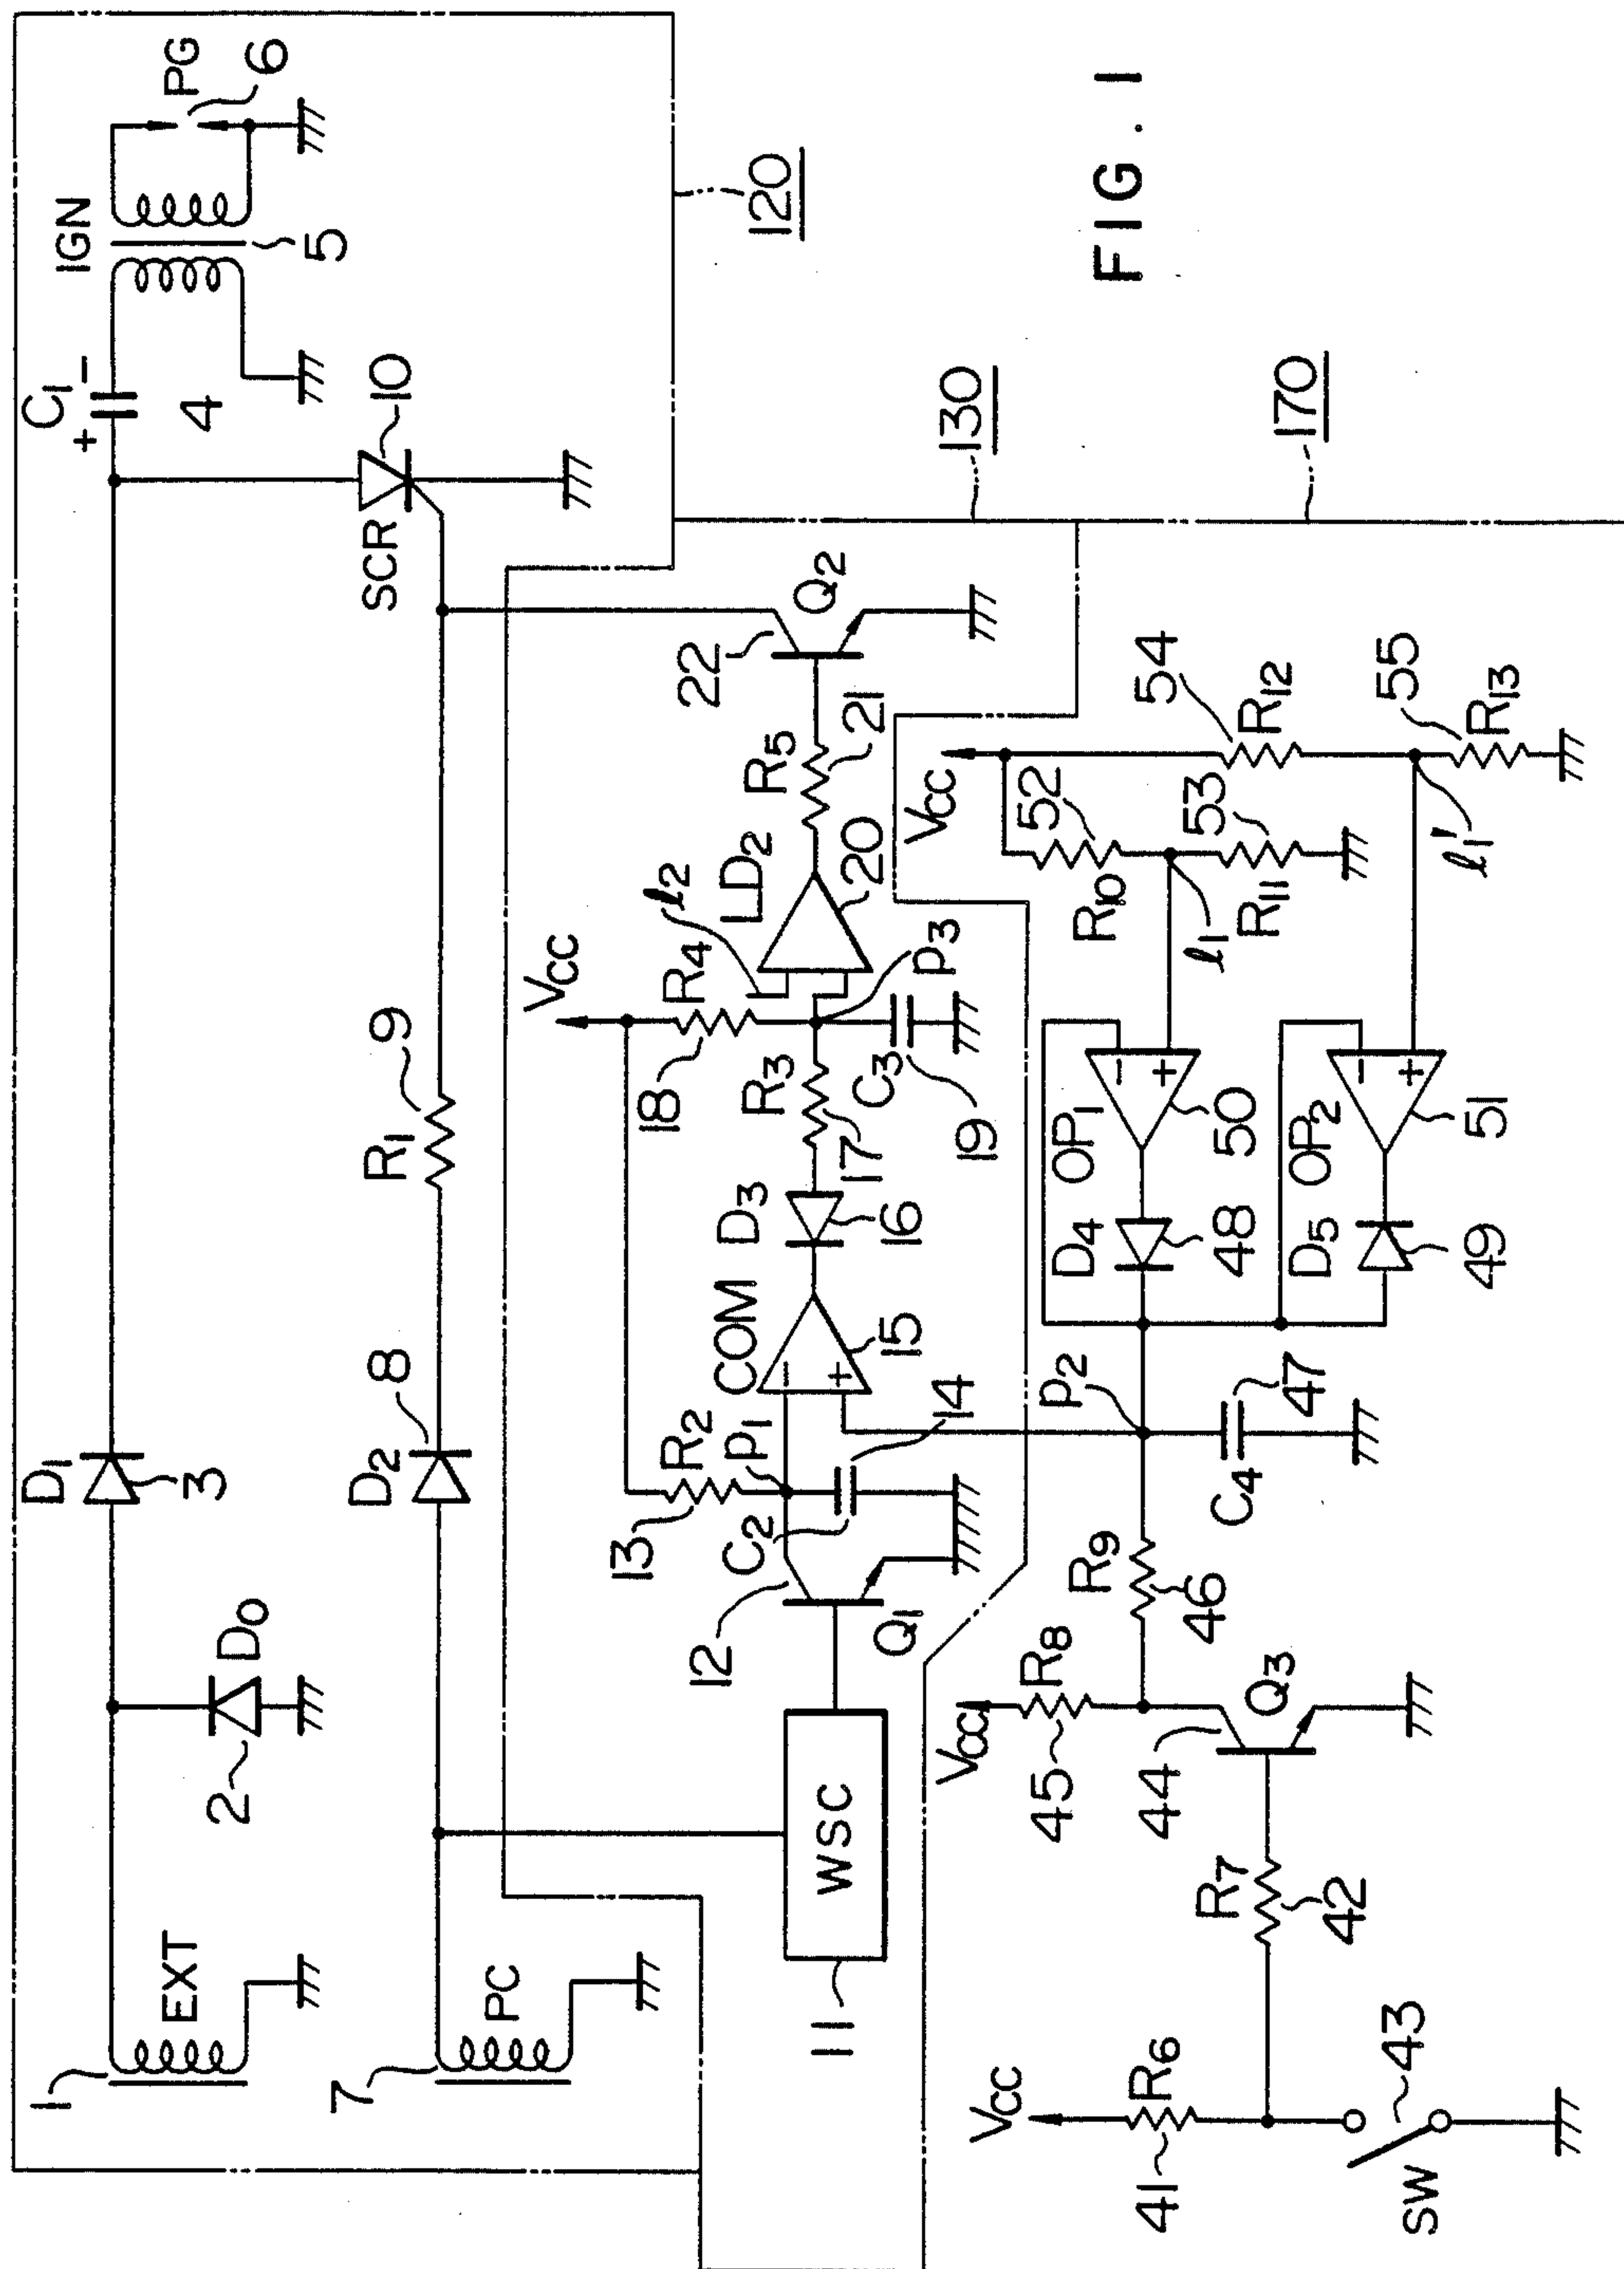 1
EXT
2
D0
D1
3
C1
+
-
4
IGN
5
PG
6
7
PC
D2
8
R1
9
SCR
10
120
11
WSC
12
Q1
13
R2
P1
C2
14
COM
-
+
15
D3
16
R3
17
VCC
18
R4
C3
19
P3
ℓ2
LD2
20
R5
21
22
Q2
130
VCC
41
R6
SW
43
R7
42
VCC
45
R8
44
Q3
R9
46
P2
C4
47
D4
48
D5
49
OP1
-
+
50
OP2
-
+
51
VCC
52
R10
ℓ1
53
R11
54
R12
ℓ1'
55
R13
170
FIG. 1